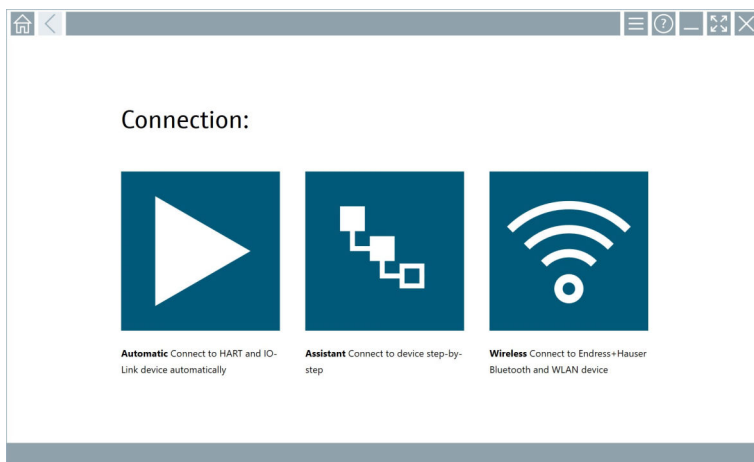 Connection:
Automatic Connect to HART and IO-
Link device automatically
Assistant Connect to device step-by-
step
Wireless Connect to Endress+Hauser
Bluetooth and WLAN device